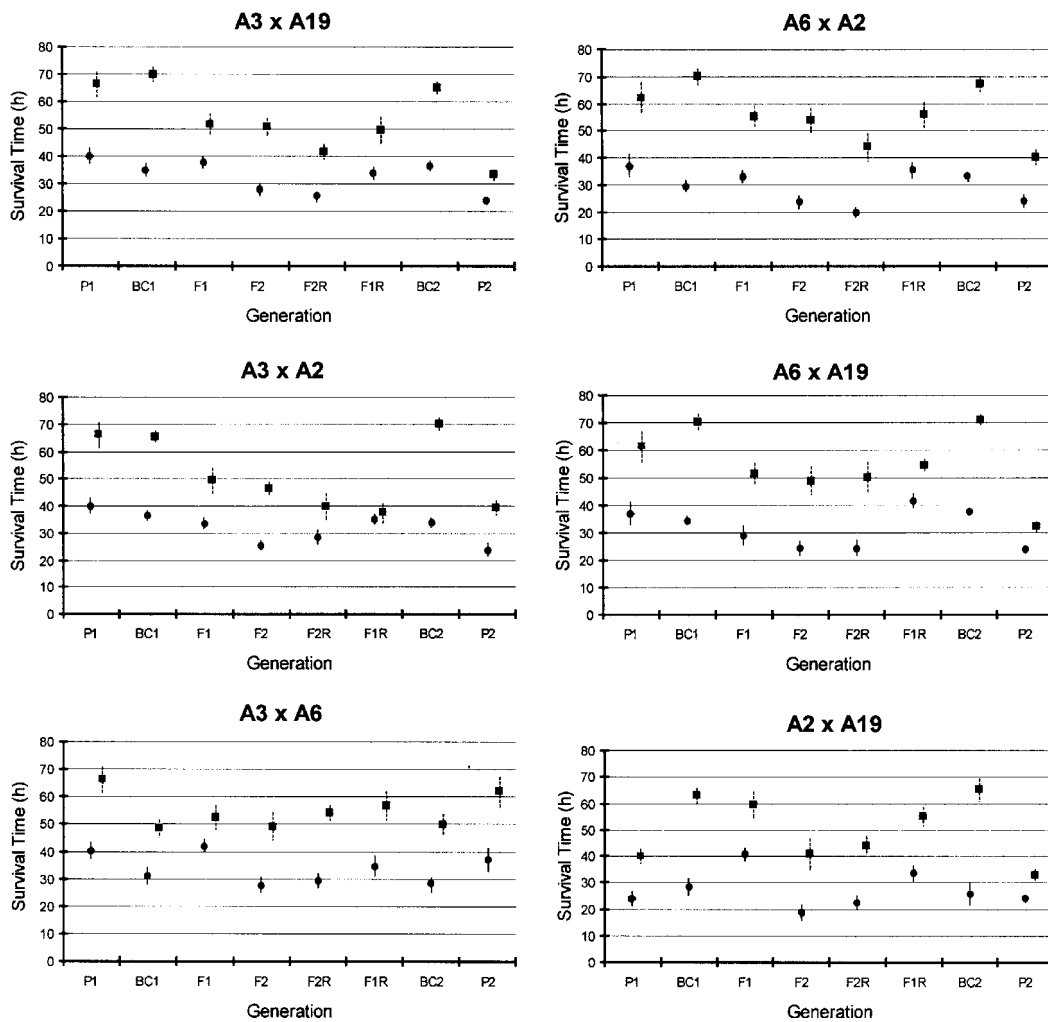 A3 x A19
Survival Time (h)
80
70
60
50
40
30
20
10
0
P1 BC1 F1 F2 F2R F1R BC2 P2
Generation
A6 x A2
Survival Time (h)
80
70
60
50
40
30
20
10
0
P1 BC1 F1 F2 F2R F1R BC2 P2
Generation
A3 x A2
Survival Time (h)
80
70
60
50
40
30
20
10
0
P1 BC1 F1 F2 F2R F1R BC2 P2
Generation
A6 x A19
Survival Time (h)
80
70
60
50
40
30
20
10
0
P1 BC1 F1 F2 F2R F1R BC2 P2
Generation
A3 x A6
Survival Time (h)
80
70
60
50
40
30
20
10
0
P1 BC1 F1 F2 F2R F1R BC2 P2
Generation
A2 x A19
Survival Time (h)
80
70
60
50
40
30
20
10
0
P1 BC1 F1 F2 F2R F1R BC2 P2
Generation